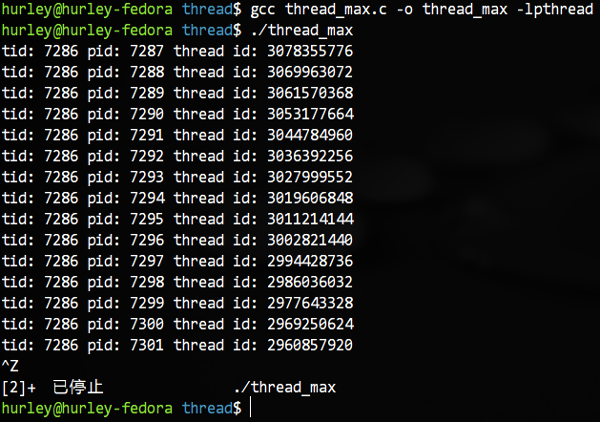 hurley@hurley-fedora thread$ gcc thread_max.c -o thread_max -lpthread
hurley@hurley-fedora thread$ ./thread_max
tid: 7286 pid: 7287 thread id: 3078355776
tid: 7286 pid: 7288 thread id: 3069963072
tid: 7286 pid: 7289 thread id: 3061570368
tid: 7286 pid: 7290 thread id: 3053177664
tid: 7286 pid: 7291 thread id: 3044784960
tid: 7286 pid: 7292 thread id: 3036392256
tid: 7286 pid: 7293 thread id: 3027999552
tid: 7286 pid: 7294 thread id: 3019606848
tid: 7286 pid: 7295 thread id: 3011214144
tid: 7286 pid: 7296 thread id: 3002821440
tid: 7286 pid: 7297 thread id: 2994428736
tid: 7286 pid: 7298 thread id: 2986036032
tid: 7286 pid: 7299 thread id: 2977643328
tid: 7286 pid: 7300 thread id: 2969250624
tid: 7286 pid: 7301 thread id: 2960857920
^Z
[2]+  已停止               ./thread_max
hurley@hurley-fedora thread$